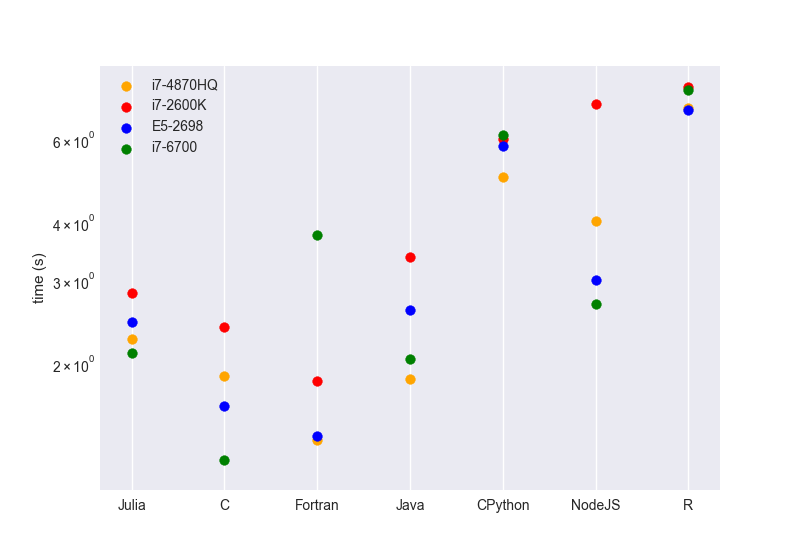 i7-4870HQ
i7-2600K
E5-2698
i7-6700
6 × 10⁰
4 × 10⁰
3 × 10⁰
2 × 10⁰
time (s)
Julia C Fortran Java CPython NodeJS R